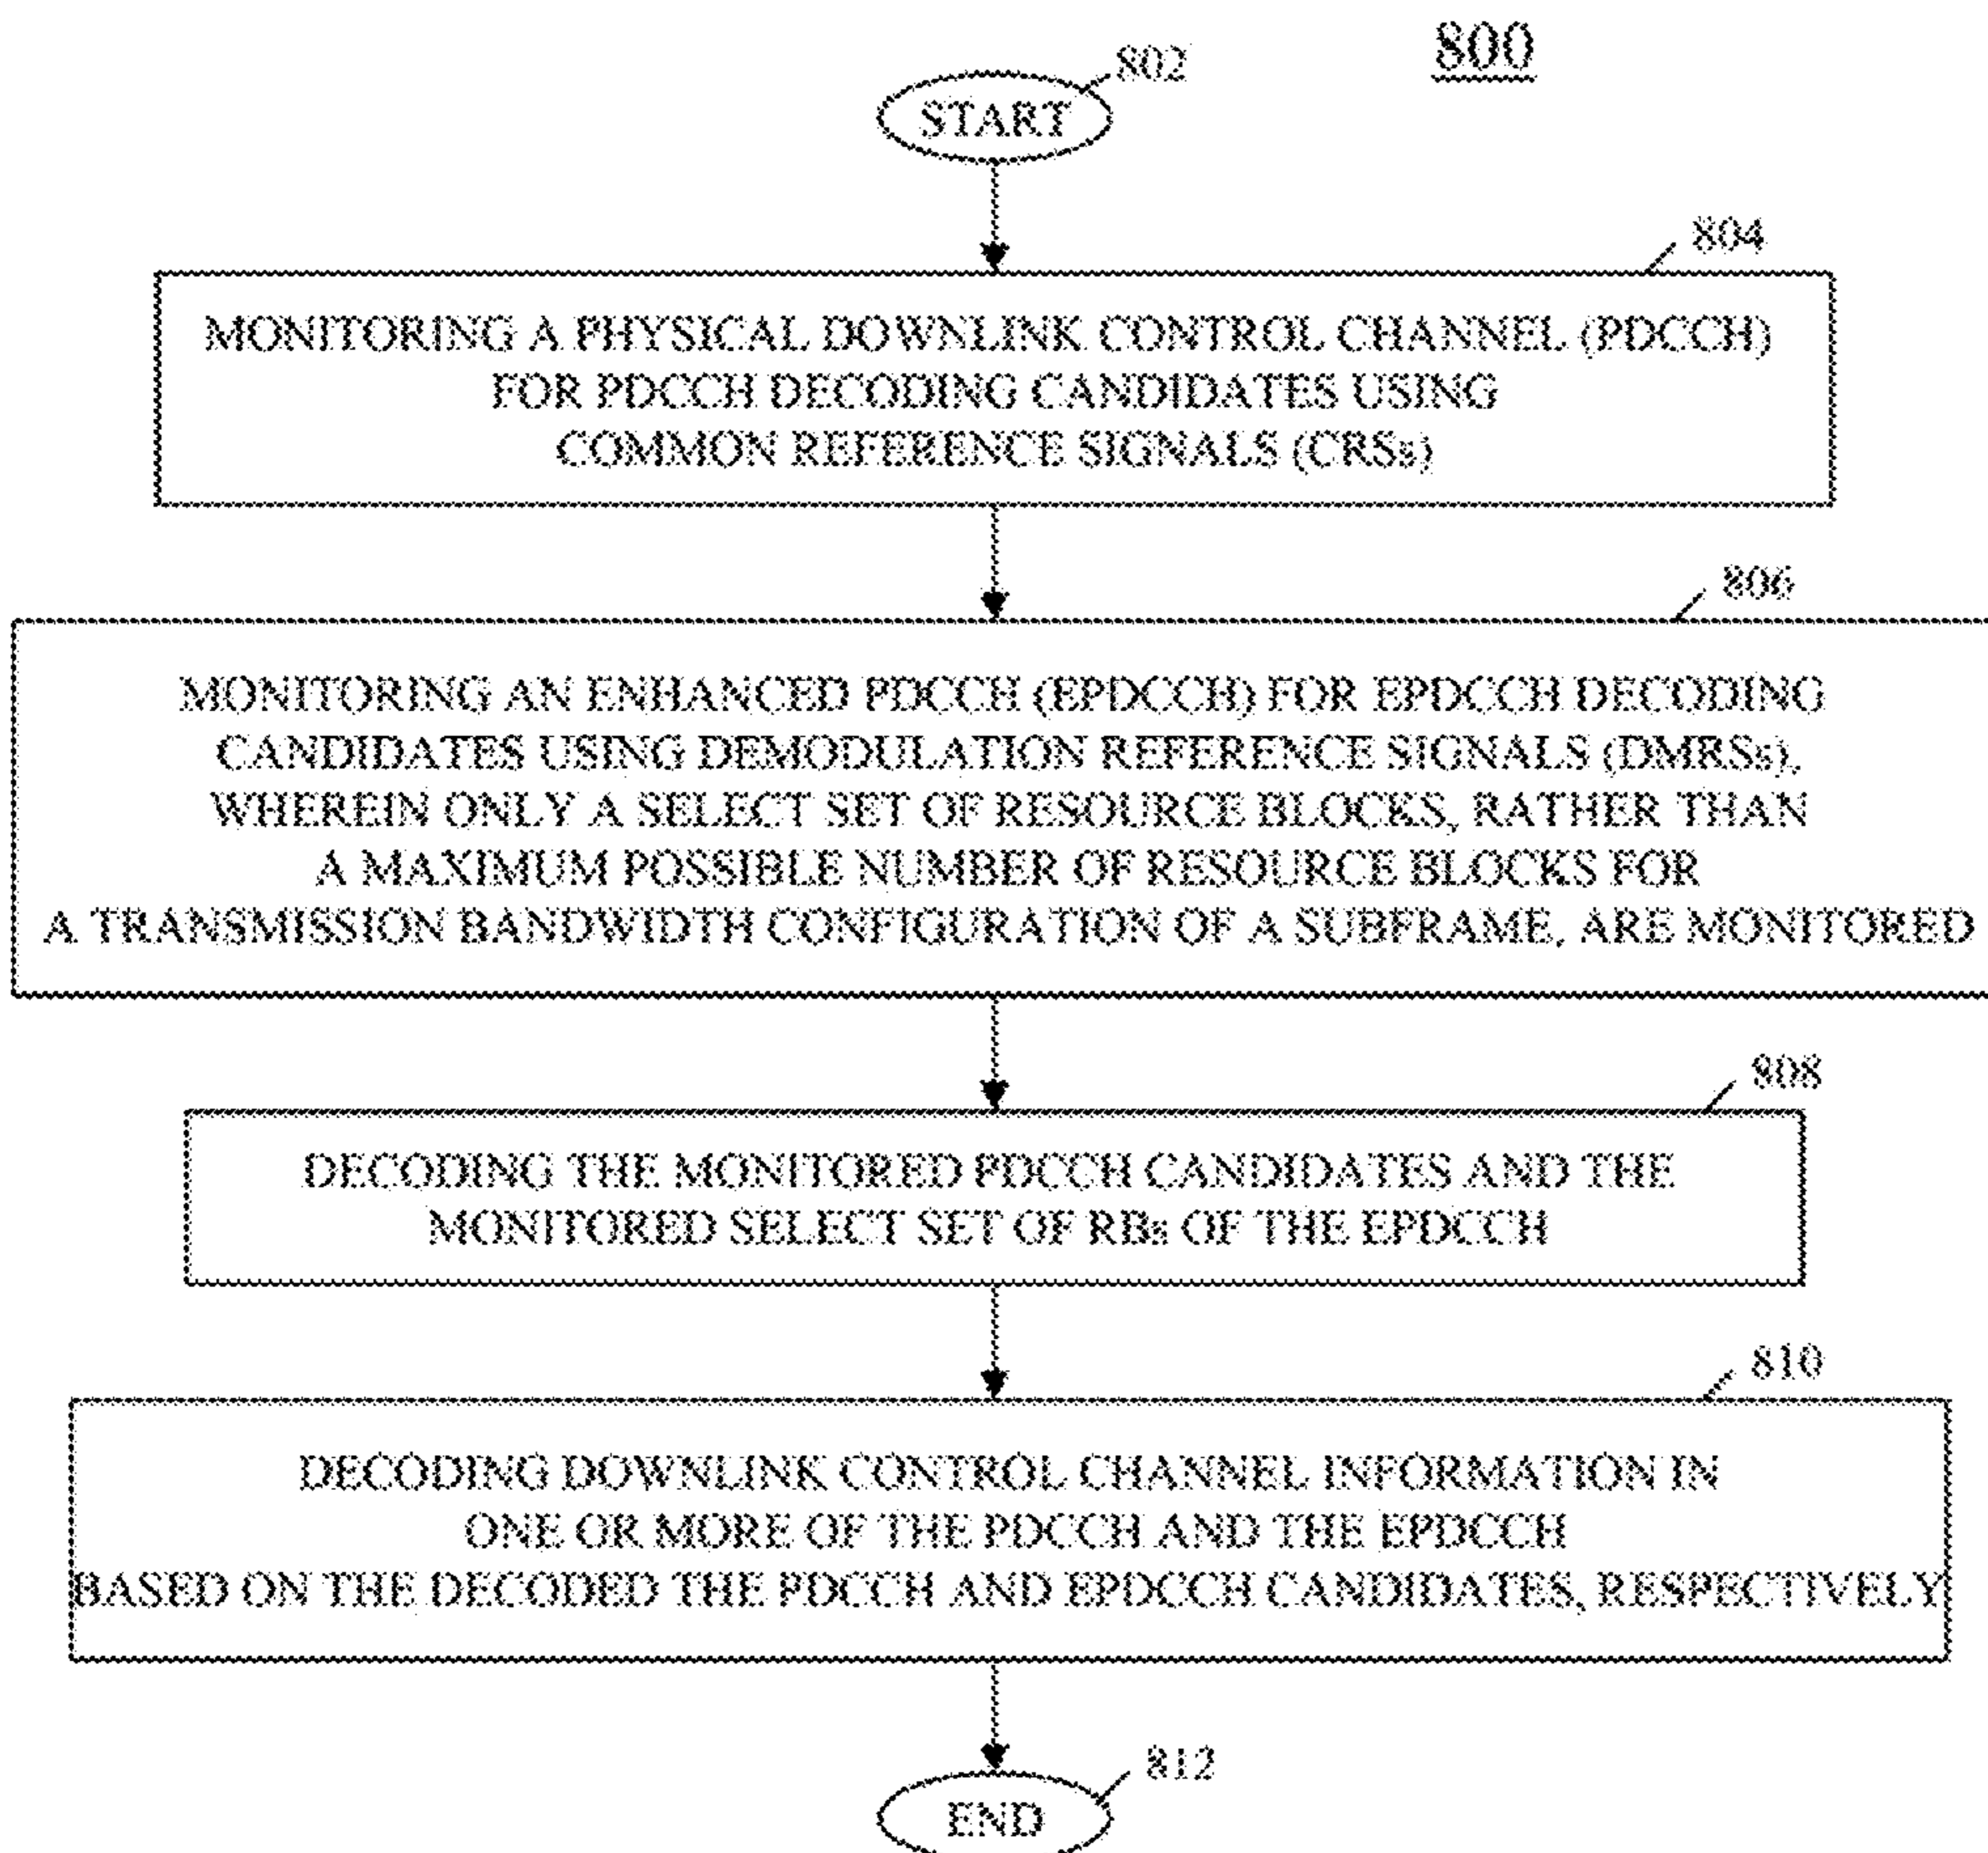 800
802
START
804
MONITORING A PHYSICAL DOWNLINK CONTROL CHANNEL (PDCCH)
FOR PDCCH DECODING CANDIDATES USING
COMMON REFERENCE SIGNALS (CRSs)
806
MONITORING AN ENHANCED PDCCH (EPDCCH) FOR EPDCCH DECODING
CANDIDATES USING DEMODULATION REFERENCE SIGNALS (DMRSs),
WHEREIN ONLY A SELECT SET OF RESOURCE BLOCKS, RATHER THAN
A MAXIMUM POSSIBLE NUMBER OF RESOURCE BLOCKS FOR
A TRANSMISSION BANDWIDTH CONFIGURATION OF A SUBFRAME, ARE MONITORED
808
DECODING THE MONITORED PDCCH CANDIDATES AND THE
MONITORED SELECT SET OF RBs OF THE EPDCCH
810
DECODING DOWNLINK CONTROL CHANNEL INFORMATION IN
ONE OR MORE OF THE PDCCH AND THE EPDCCH
BASED ON THE DECODED THE PDCCH AND EPDCCH CANDIDATES, RESPECTIVELY
812
END